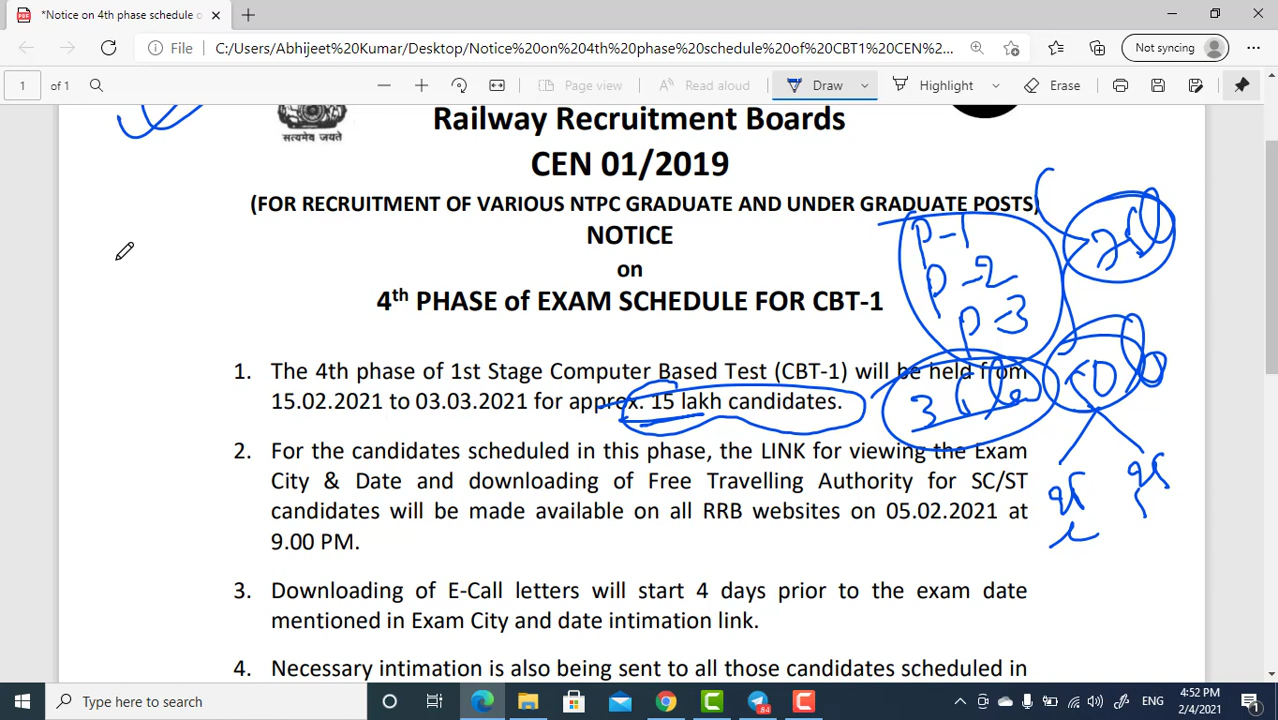 *Notice on 4th phase schedule o
File
C:/Users/Abhijeet%20Kumar/Desktop/Notice%20on%204th%20phase%20schedule%20of%20CBT1%20CEN%...
Not syncing
1 of 1
Page view
Read aloud
Draw
Highlight
Erase
सत्यमेव जयते
Railway Recruitment Boards
CEN 01/2019
(FOR RECRUITMENT OF VARIOUS NTPC GRADUATE AND UNDER GRADUATE POSTS)
NOTICE
on
4th PHASE of EXAM SCHEDULE FOR CBT-1
P-1
P-2
P-3
1. The 4th phase of 1st Stage Computer Based Test (CBT-1) will be held from
15.02.2021 to 03.03.2021 for approx. 15 lakh candidates.
2. For the candidates scheduled in this phase, the LINK for viewing the Exam
City & Date and downloading of Free Travelling Authority for SC/ST
candidates will be made available on all RRB websites on 05.02.2021 at
9.00 PM.
3. Downloading of E-Call letters will start 4 days prior to the exam date
mentioned in Exam City and date intimation link.
4. Necessary intimation is also being sent to all those candidates scheduled in
Type here to search
84
ENG
4:52 PM
2/4/2021
1